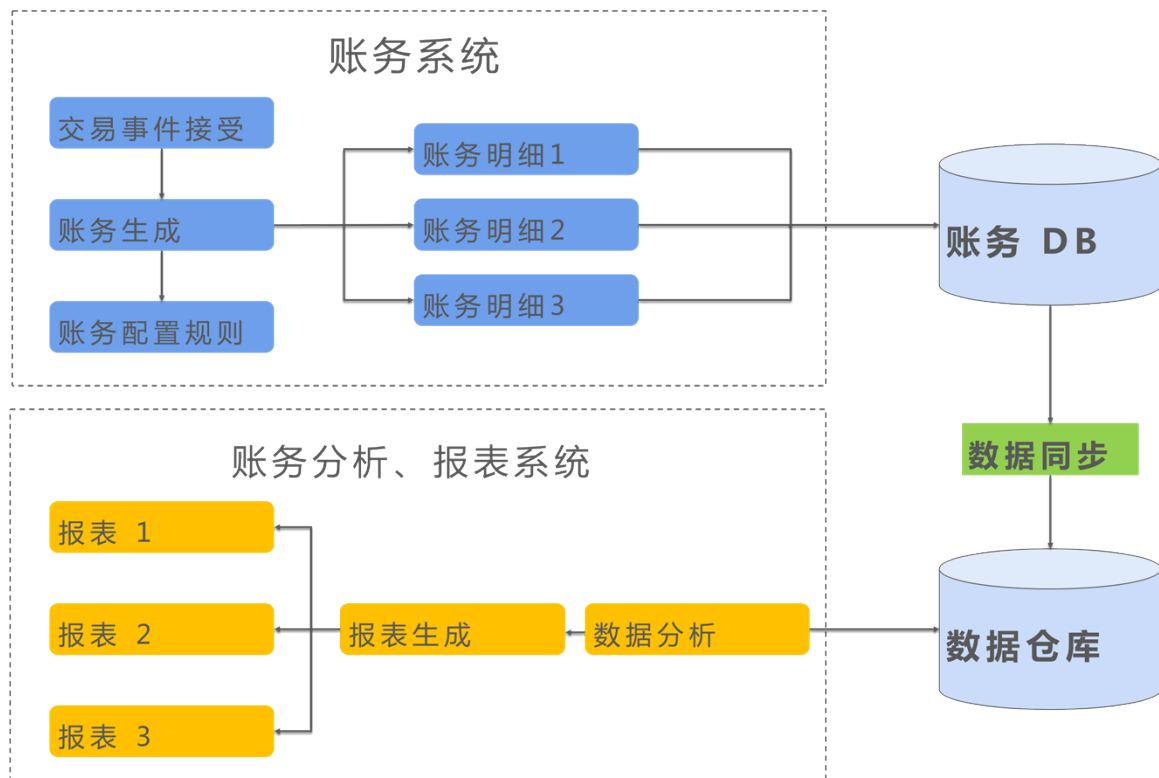 账务系统
交易事件接受
账务生成
账务配置规则
账务明细1
账务明细2
账务明细3
账务 DB
数据同步
数据仓库
账务分析、报表系统
报表 1
报表 2
报表 3
报表生成
数据分析